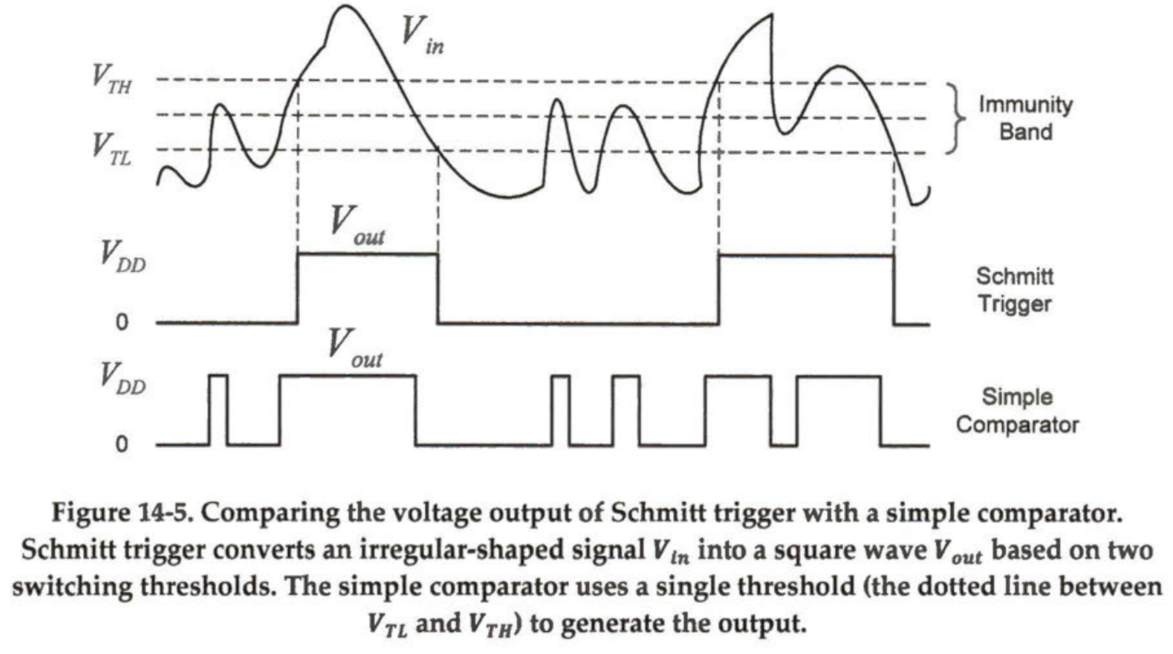 V_in
V_TH
Immunity
Band
V_TL
V_out
V_DD
Schmitt
Trigger
0
V_out
V_DD
Simple
Comparator
0
Figure 14-5. Comparing the voltage output of Schmitt trigger with a simple comparator.
Schmitt trigger converts an irregular-shaped signal V_in into a square wave V_out based on two
switching thresholds. The simple comparator uses a single threshold (the dotted line between
V_TL and V_TH) to generate the output.